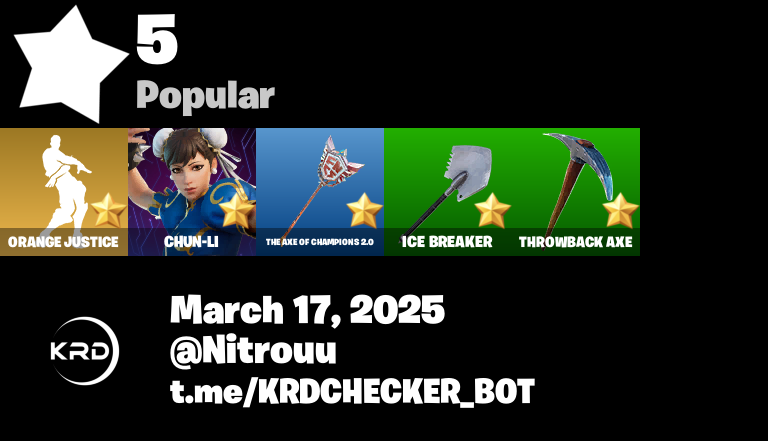 5
Popular
ORANGE JUSTICE
CHUN-LI
THE AXE OF CHAMPIONS 2.0
ICE BREAKER
THROWBACK AXE
KRD
March 17, 2025
@Nitrouu
t.me/KRDCHECKER_BOT